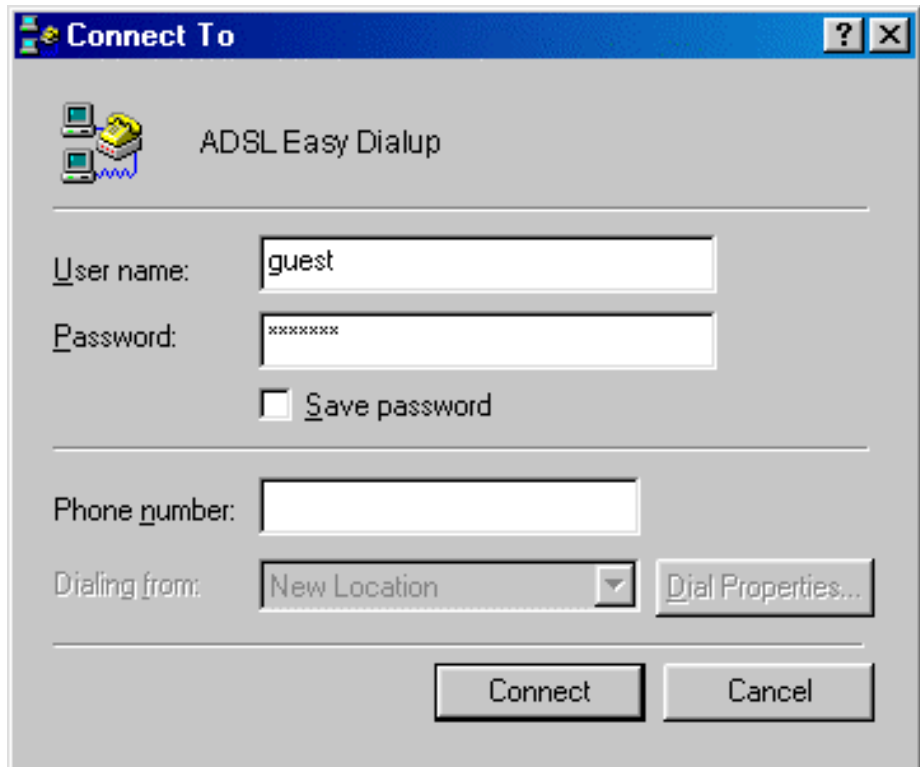 Connect To
ADSL Easy Dialup
User name: guest
Password: *******
Save password
Phone number:
Dialing from: New Location Dial Properties...
Connect Cancel